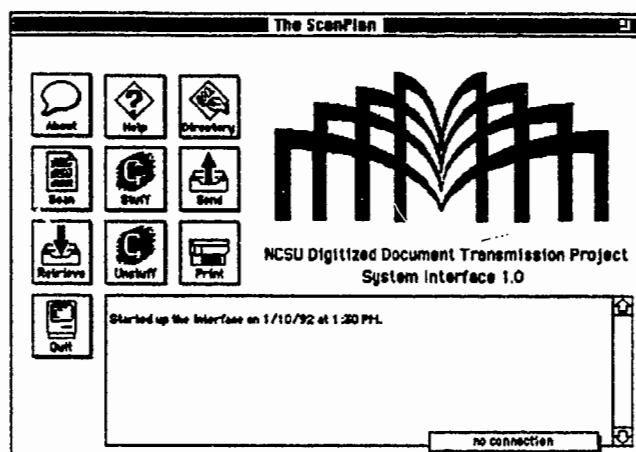 The ScanPlan
About Help Directory
Scan Stuff Send
Retrieve Unstuff Print
Quit
NCSU Digitized Document Transmission Project
System Interface 1.0
Started up the interface on 1/10/92 at 1:30 PM.
no connection